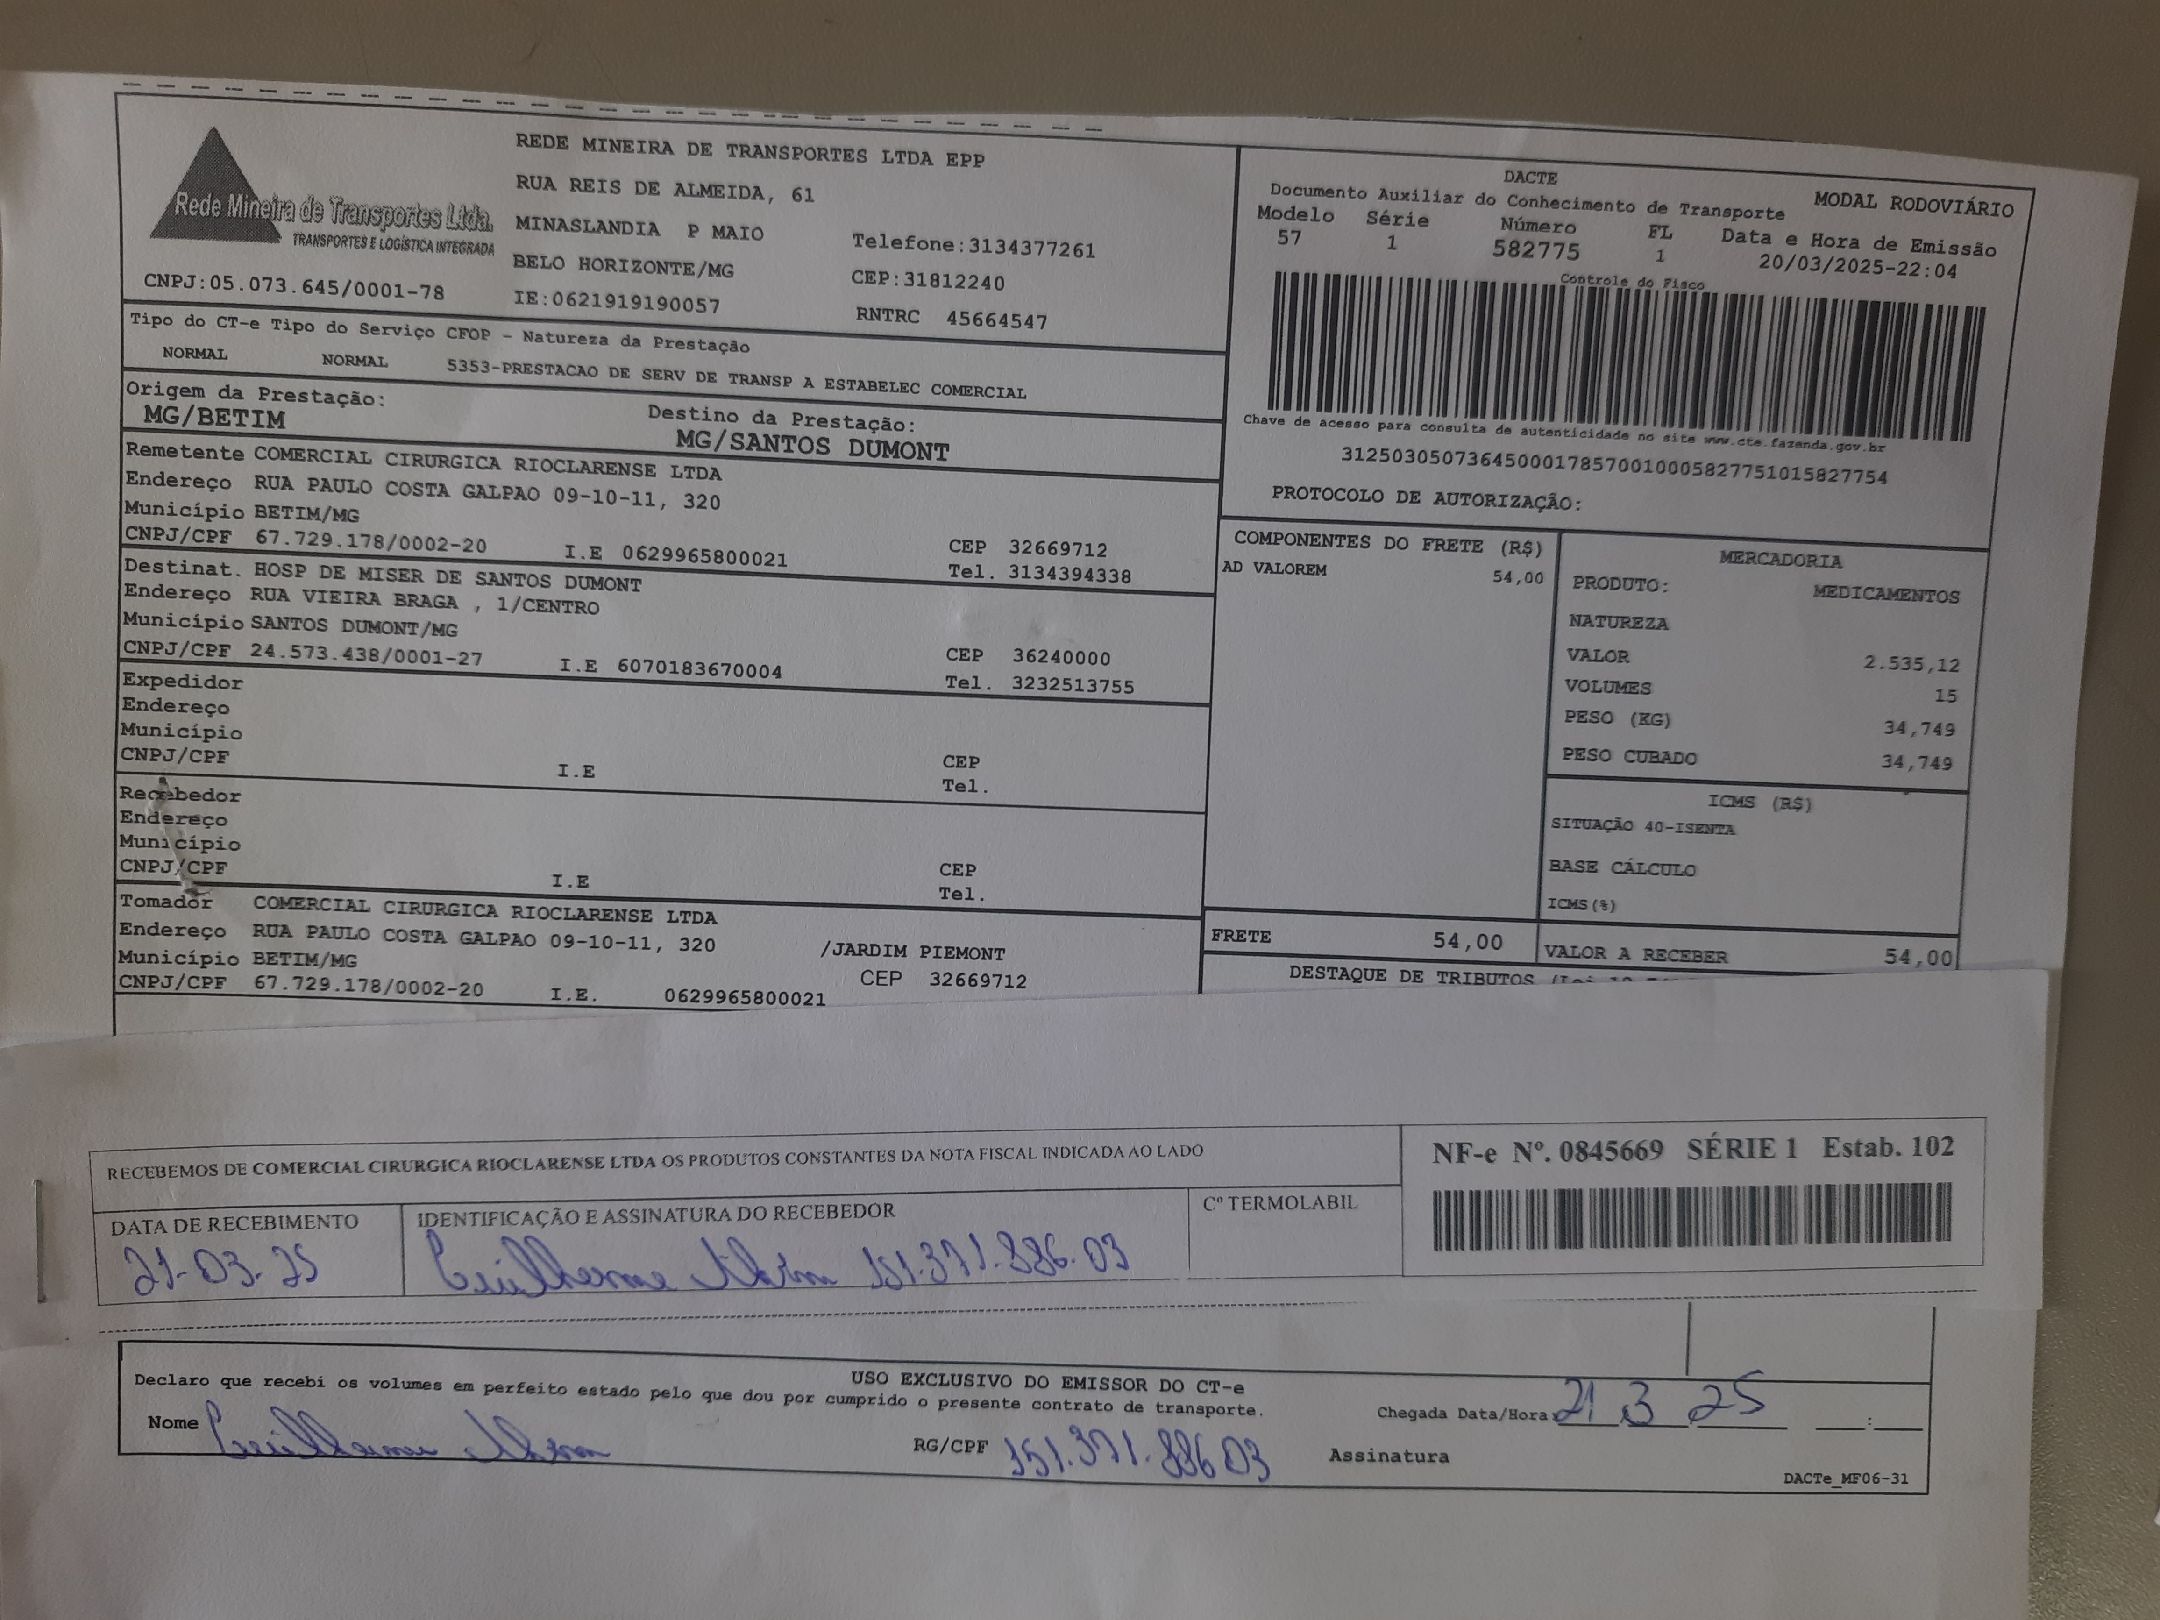 Rede Mineira de Transportes Ltda.
TRANSPORTES E LOGÍSTICA INTEGRADA
CNPJ:05.073.645/0001-78
REDE MINEIRA DE TRANSPORTES LTDA EPP
RUA REIS DE ALMEIDA, 61
MINASLANDIA P MAIO
BELO HORIZONTE/MG
IE:0621919190057
Telefone:3134377261
CEP:31812240
RNTRC 45664547
DACTE
Documento Auxiliar do Conhecimento de Transporte
MODAL RODOVIÁRIO
Modelo Série Número FL Data e Hora de Emissão
57 1 582775 1 20/03/2025-22:04
Controle do Fisco
Chave de acesso para consulta de autenticidade no site www.cte.fazenda.gov.br
31250305073645000178570010005827751015827754
PROTOCOLO DE AUTORIZAÇÃO:
Tipo do CT-e Tipo do Serviço CFOP - Natureza da Prestação
NORMAL NORMAL 5353-PRESTACAO DE SERV DE TRANSP A ESTABELEC COMERCIAL
Origem da Prestação: Destino da Prestação:
MG/BETIM MG/SANTOS DUMONT
Remetente COMERCIAL CIRURGICA RIOCLARENSE LTDA
Endereço RUA PAULO COSTA GALPAO 09-10-11, 320
Município BETIM/MG CEP 32669712
CNPJ/CPF 67.729.178/0002-20 I.E 0629965800021 Tel. 3134394338
Destinat. HOSP DE MISER DE SANTOS DUMONT
Endereço RUA VIEIRA BRAGA , 1/CENTRO
Município SANTOS DUMONT/MG CEP 36240000
CNPJ/CPF 24.573.438/0001-27 I.E 6070183670004 Tel. 3232513755
Expedidor
Endereço
Município CEP
CNPJ/CPF I.E Tel.
Recebedor
Endereço
Município CEP
CNPJ/CPF I.E Tel.
Tomador COMERCIAL CIRURGICA RIOCLARENSE LTDA
Endereço RUA PAULO COSTA GALPAO 09-10-11, 320 /JARDIM PIEMONT
Município BETIM/MG CEP 32669712
CNPJ/CPF 67.729.178/0002-20 I.E. 0629965800021
COMPONENTES DO FRETE (R$)
AD VALOREM 54,00
MERCADORIA
PRODUTO: MEDICAMENTOS
NATUREZA
VALOR 2.535,12
VOLUMES 15
PESO (KG) 34,749
PESO CUBADO 34,749
ICMS (R$)
SITUAÇÃO 40-ISENTA
BASE CÁLCULO
ICMS(%)
FRETE 54,00 VALOR A RECEBER 54,00
DESTAQUE DE TRIBUTOS
RECEBEMOS DE COMERCIAL CIRURGICA RIOCLARENSE LTDA OS PRODUTOS CONSTANTES DA NOTA FISCAL INDICADA AO LADO
NF-e Nº. 0845669 SÉRIE 1 Estab. 102
DATA DE RECEBIMENTO IDENTIFICAÇÃO E ASSINATURA DO RECEBEDOR Cº TERMOLABIL
21-03-25 Guilherme 151.371.886-03
USO EXCLUSIVO DO EMISSOR DO CT-e
Declaro que recebi os volumes em perfeito estado pelo que dou por cumprido o presente contrato de transporte.
Chegada Data/Hora: 21 3 25 :
Nome Guilherme RG/CPF 151.371.886 03 Assinatura
DACTe_MF06-31